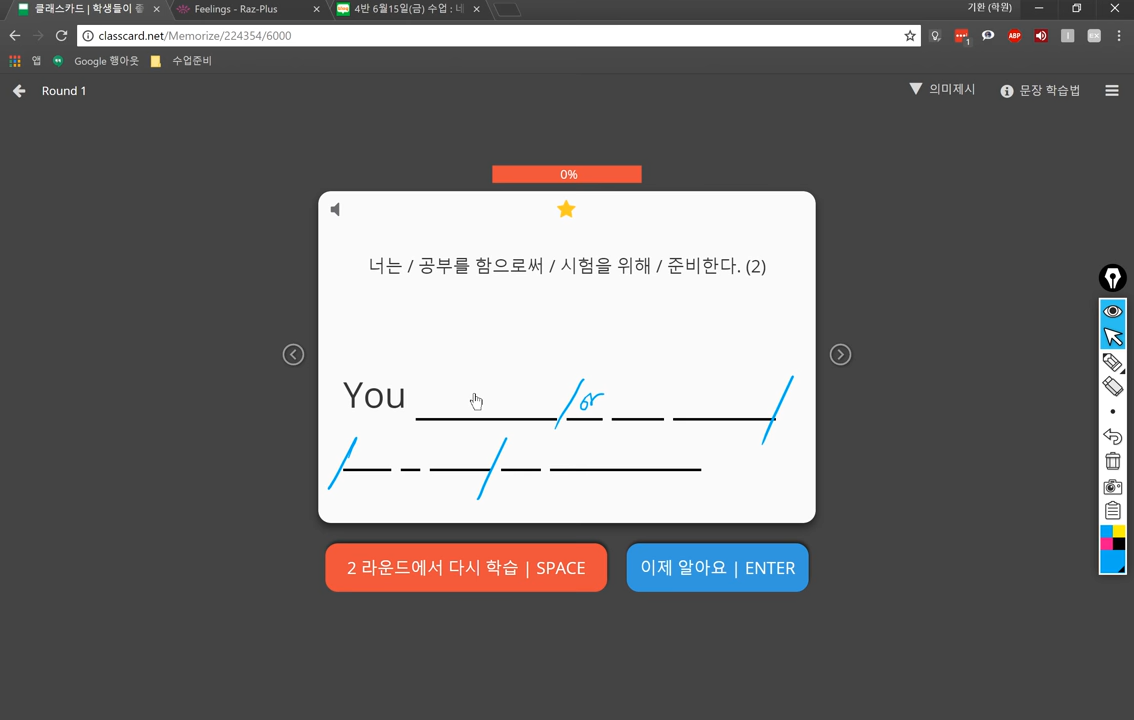 클래스카드 | 학생들이 즐
Feelings - Raz-Plus
4반 6월15일(금) 수업 : 네
기환 (학원)
classcard.net/Memorize/224354/6000
ABP
1
앱
Google 행아웃
수업준비
Round 1
의미제시
문장 학습법
0%
너는 / 공부를 함으로써 / 시험을 위해 / 준비한다. (2)
You
2 라운드에서 다시 학습 | SPACE
이제 알아요 | ENTER